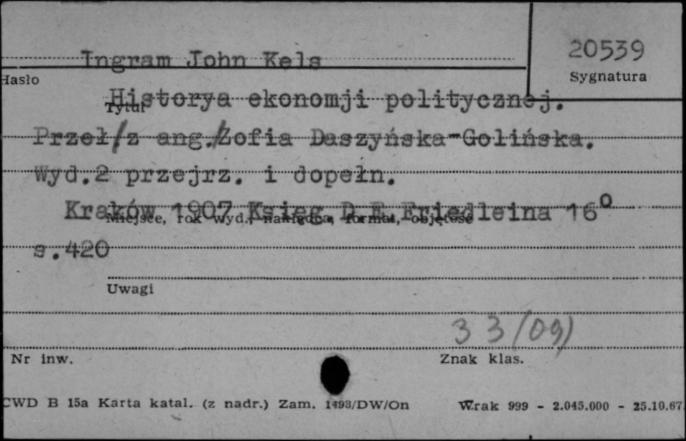 Ingram John Kels
20539
Hasło
Sygnatura
Historya ekonomji politycznej.
Tytuł
Przeł/z ang./Zofia Daszyńska-Golińska.
Wyd.2 przejrz. i dopełn.
Kraków 1907 Księg D E Friedleina 16⁰
Miejsce, rok wyd., nakładca, format, objętość
s.420
Uwagi
33/09)
Nr inw.
Znak klas.
CWD B 15a Karta katal. (z nadr.) Zam. 1493/DW/On Wrak 999 - 2.045.000 - 25.10.67